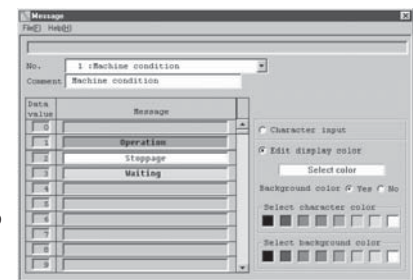 Message
File(F) Help(H)
No. 1 :Machine condition
Comment Machine condition
Data value Message
0
1 Operation
2 Stoppage
3 Waiting
4
5
6
7
8
9
Character input
Edit display color
Select color
Background color Yes No
Select character color
Select background color